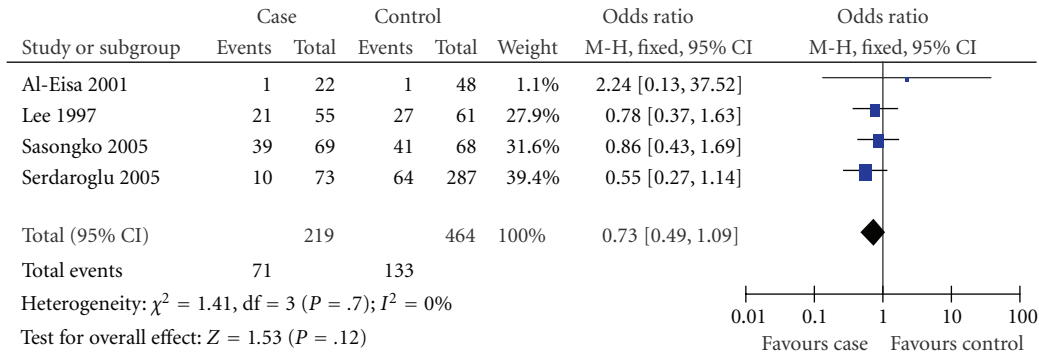 Case Control Odds ratio Odds ratio
Study or subgroup Events Total Events Total Weight M-H, fixed, 95% CI M-H, fixed, 95% CI
Al-Eisa 2001 1 22 1 48 1.1% 2.24 [0.13, 37.52]
Lee 1997 21 55 27 61 27.9% 0.78 [0.37, 1.63]
Sasongko 2005 39 69 41 68 31.6% 0.86 [0.43, 1.69]
Serdaroglu 2005 10 73 64 287 39.4% 0.55 [0.27, 1.14]
Total (95% CI) 219 464 100% 0.73 [0.49, 1.09]
Total events 71 133
Heterogeneity: χ² = 1.41, df = 3 (P = .7); I² = 0%
Test for overall effect: Z = 1.53 (P = .12)
0.01 0.1 1 10 100
Favours case Favours control